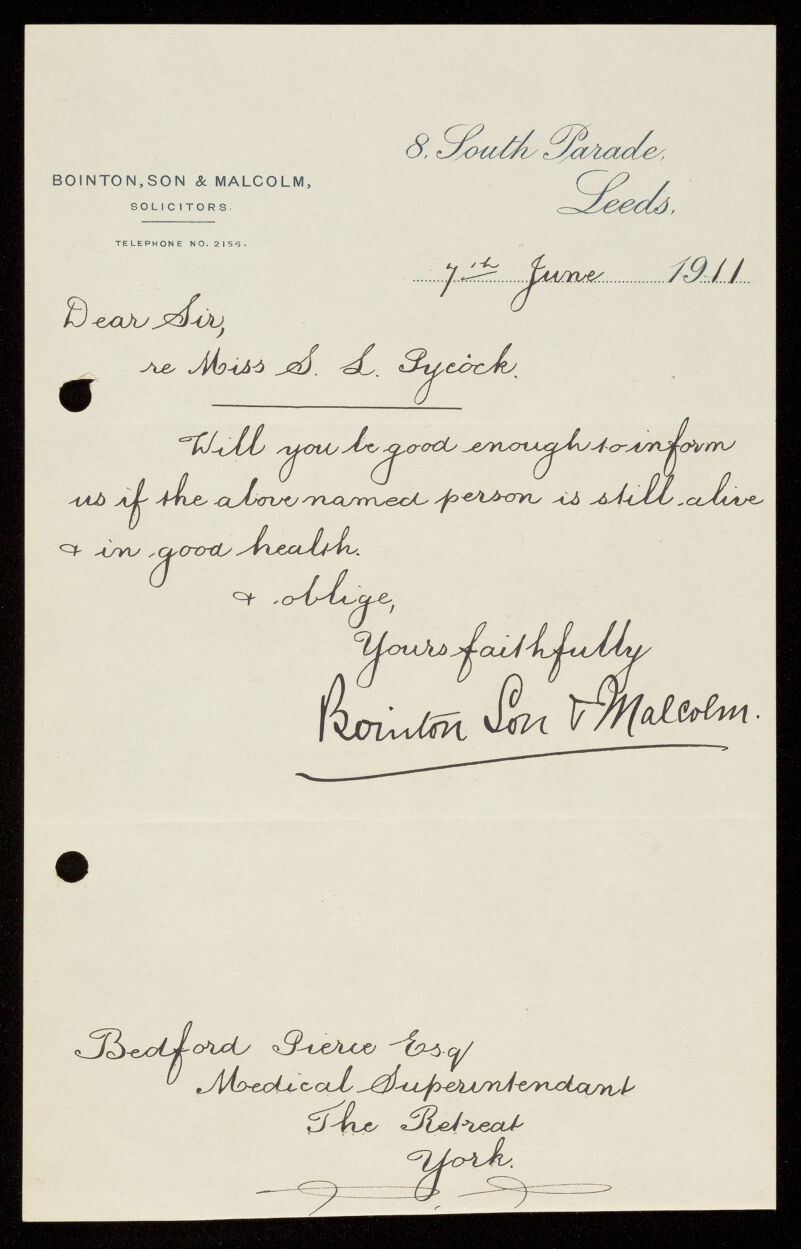 8, South Parade,
Leeds,
BOINTON, SON & MALCOLM,
SOLICITORS.
TELEPHONE NO. 2156.
7th June 1911
Dear Sir,
re Miss S. L. Pycock.
Will you be good enough to inform
us if the above named person is still alive
& in good health.
& oblige,
Yours faithfully
Bointon Son & Malcolm.
Bedford Pierce Esq
Medical Superintendant
The Retreat
York.